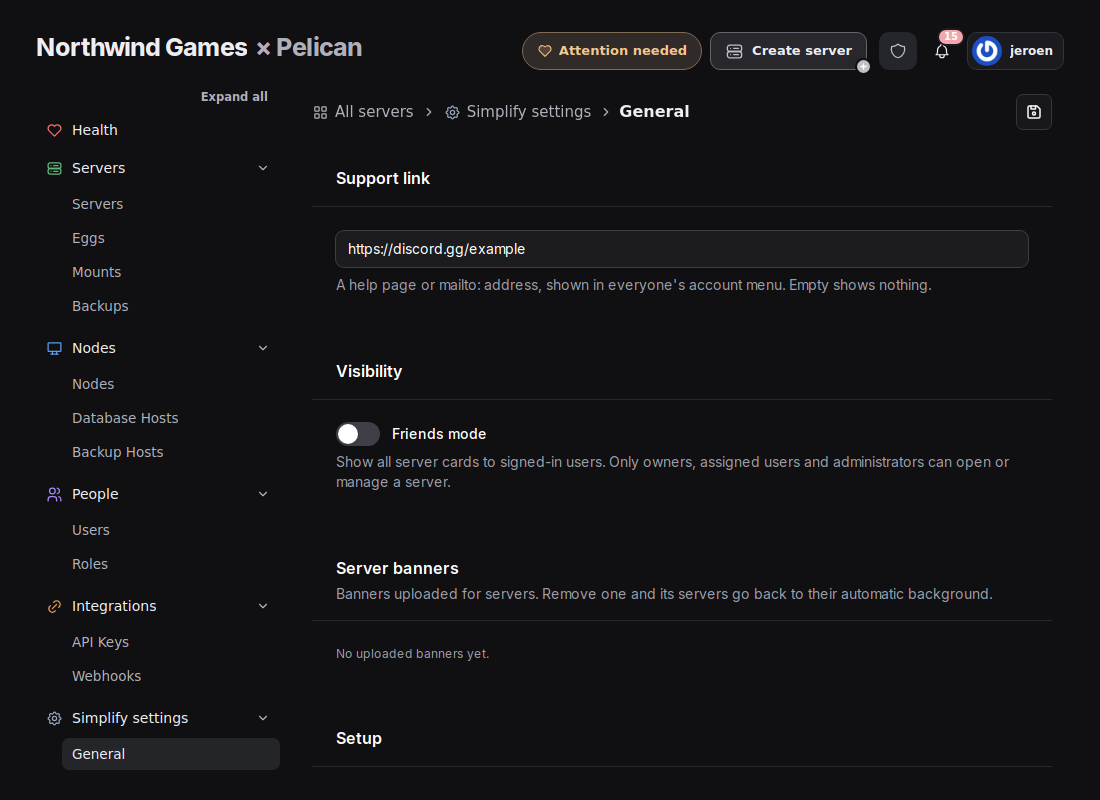 Northwind Games × Pelican
Attention needed
Create server
15
jeroen
Expand all
Health
Servers
Servers
Eggs
Mounts
Backups
Nodes
Nodes
Database Hosts
Backup Hosts
People
Users
Roles
Integrations
API Keys
Webhooks
Simplify settings
General
All servers › Simplify settings › General
Support link
https://discord.gg/example
A help page or mailto: address, shown in everyone's account menu. Empty shows nothing.
Visibility
Friends mode
Show all server cards to signed-in users. Only owners, assigned users and administrators can open or
manage a server.
Server banners
Banners uploaded for servers. Remove one and its servers go back to their automatic background.
No uploaded banners yet.
Setup